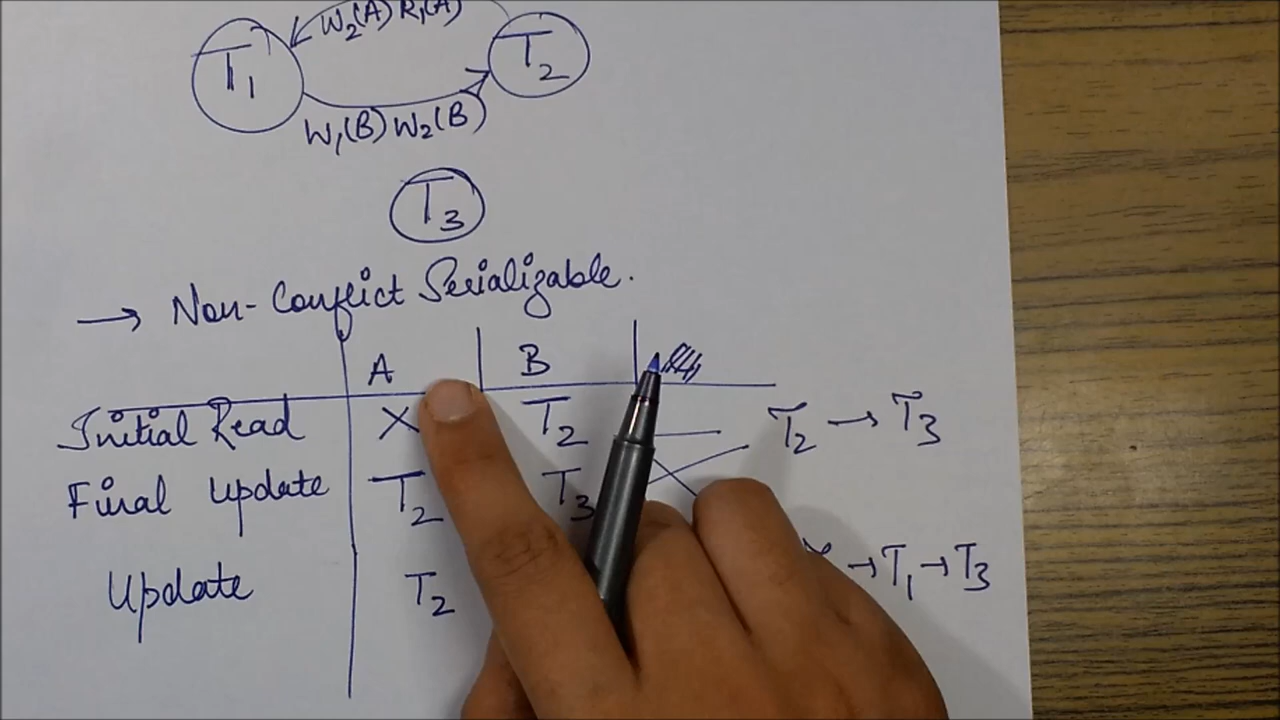 W₂(A) R₁(A)
T₁ T₂
W₁(B) W₂(B)
T₃
→ Non-Conflict Serializable.
A B
Initial Read X T₂ T₂ → T₃
Final Update T₂ T₃
Update T₂ → T₁ → T₃